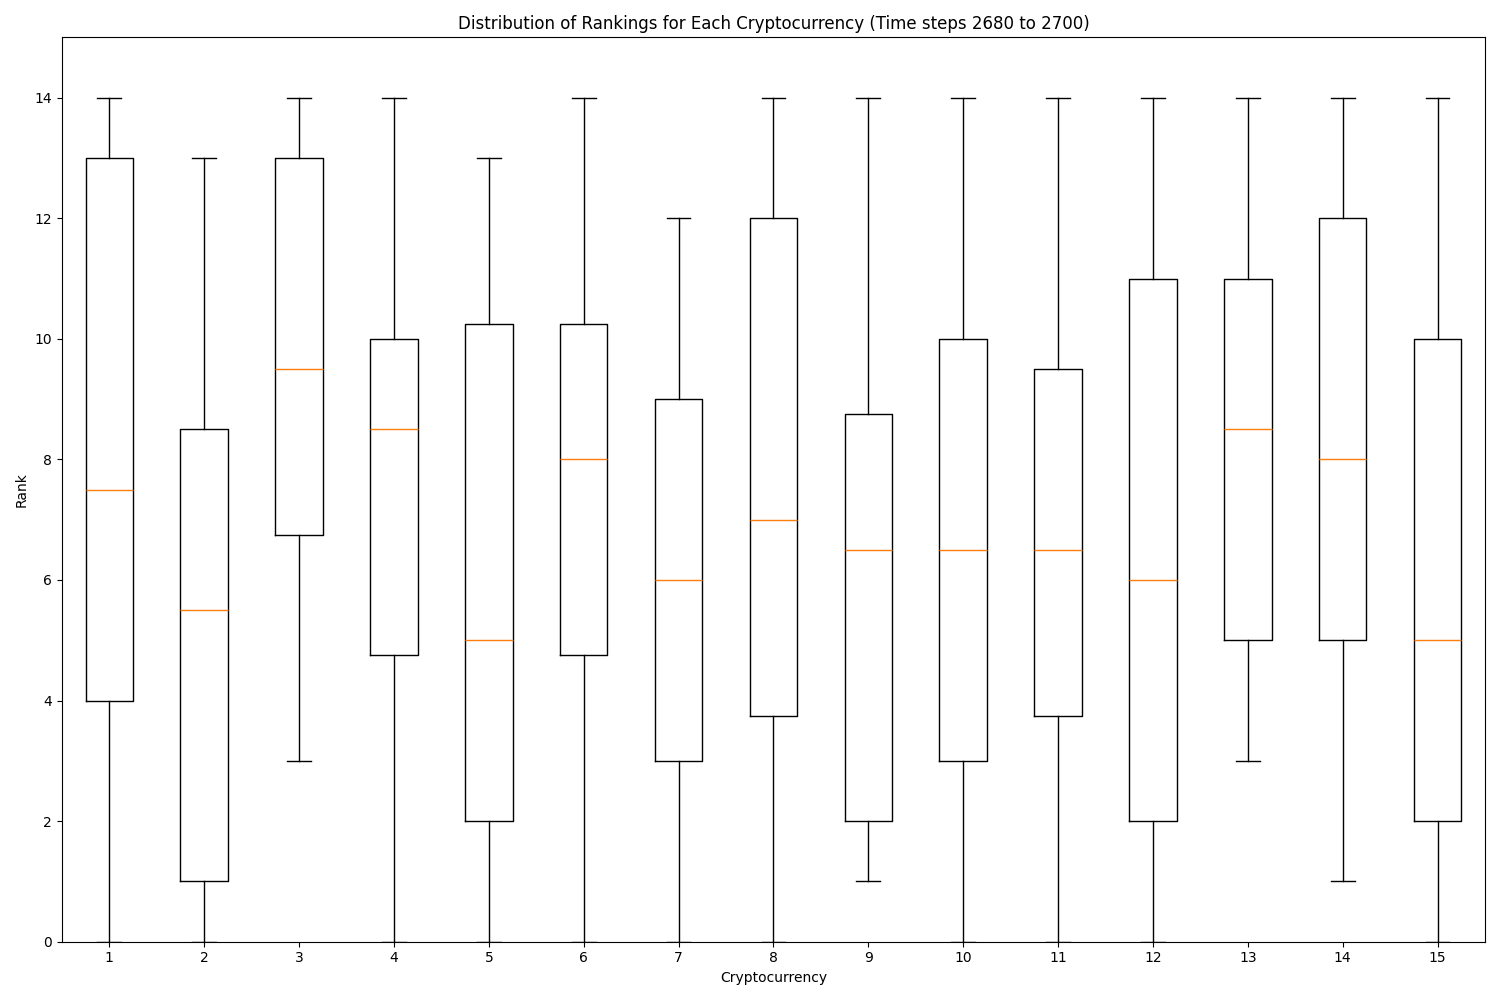 Distribution of Rankings for Each Cryptocurrency (Time steps 2680 to 2700)
14
12
10
8
6
4
2
0
Rank
1 2 3 4 5 6 7 8 9 10 11 12 13 14 15
Cryptocurrency